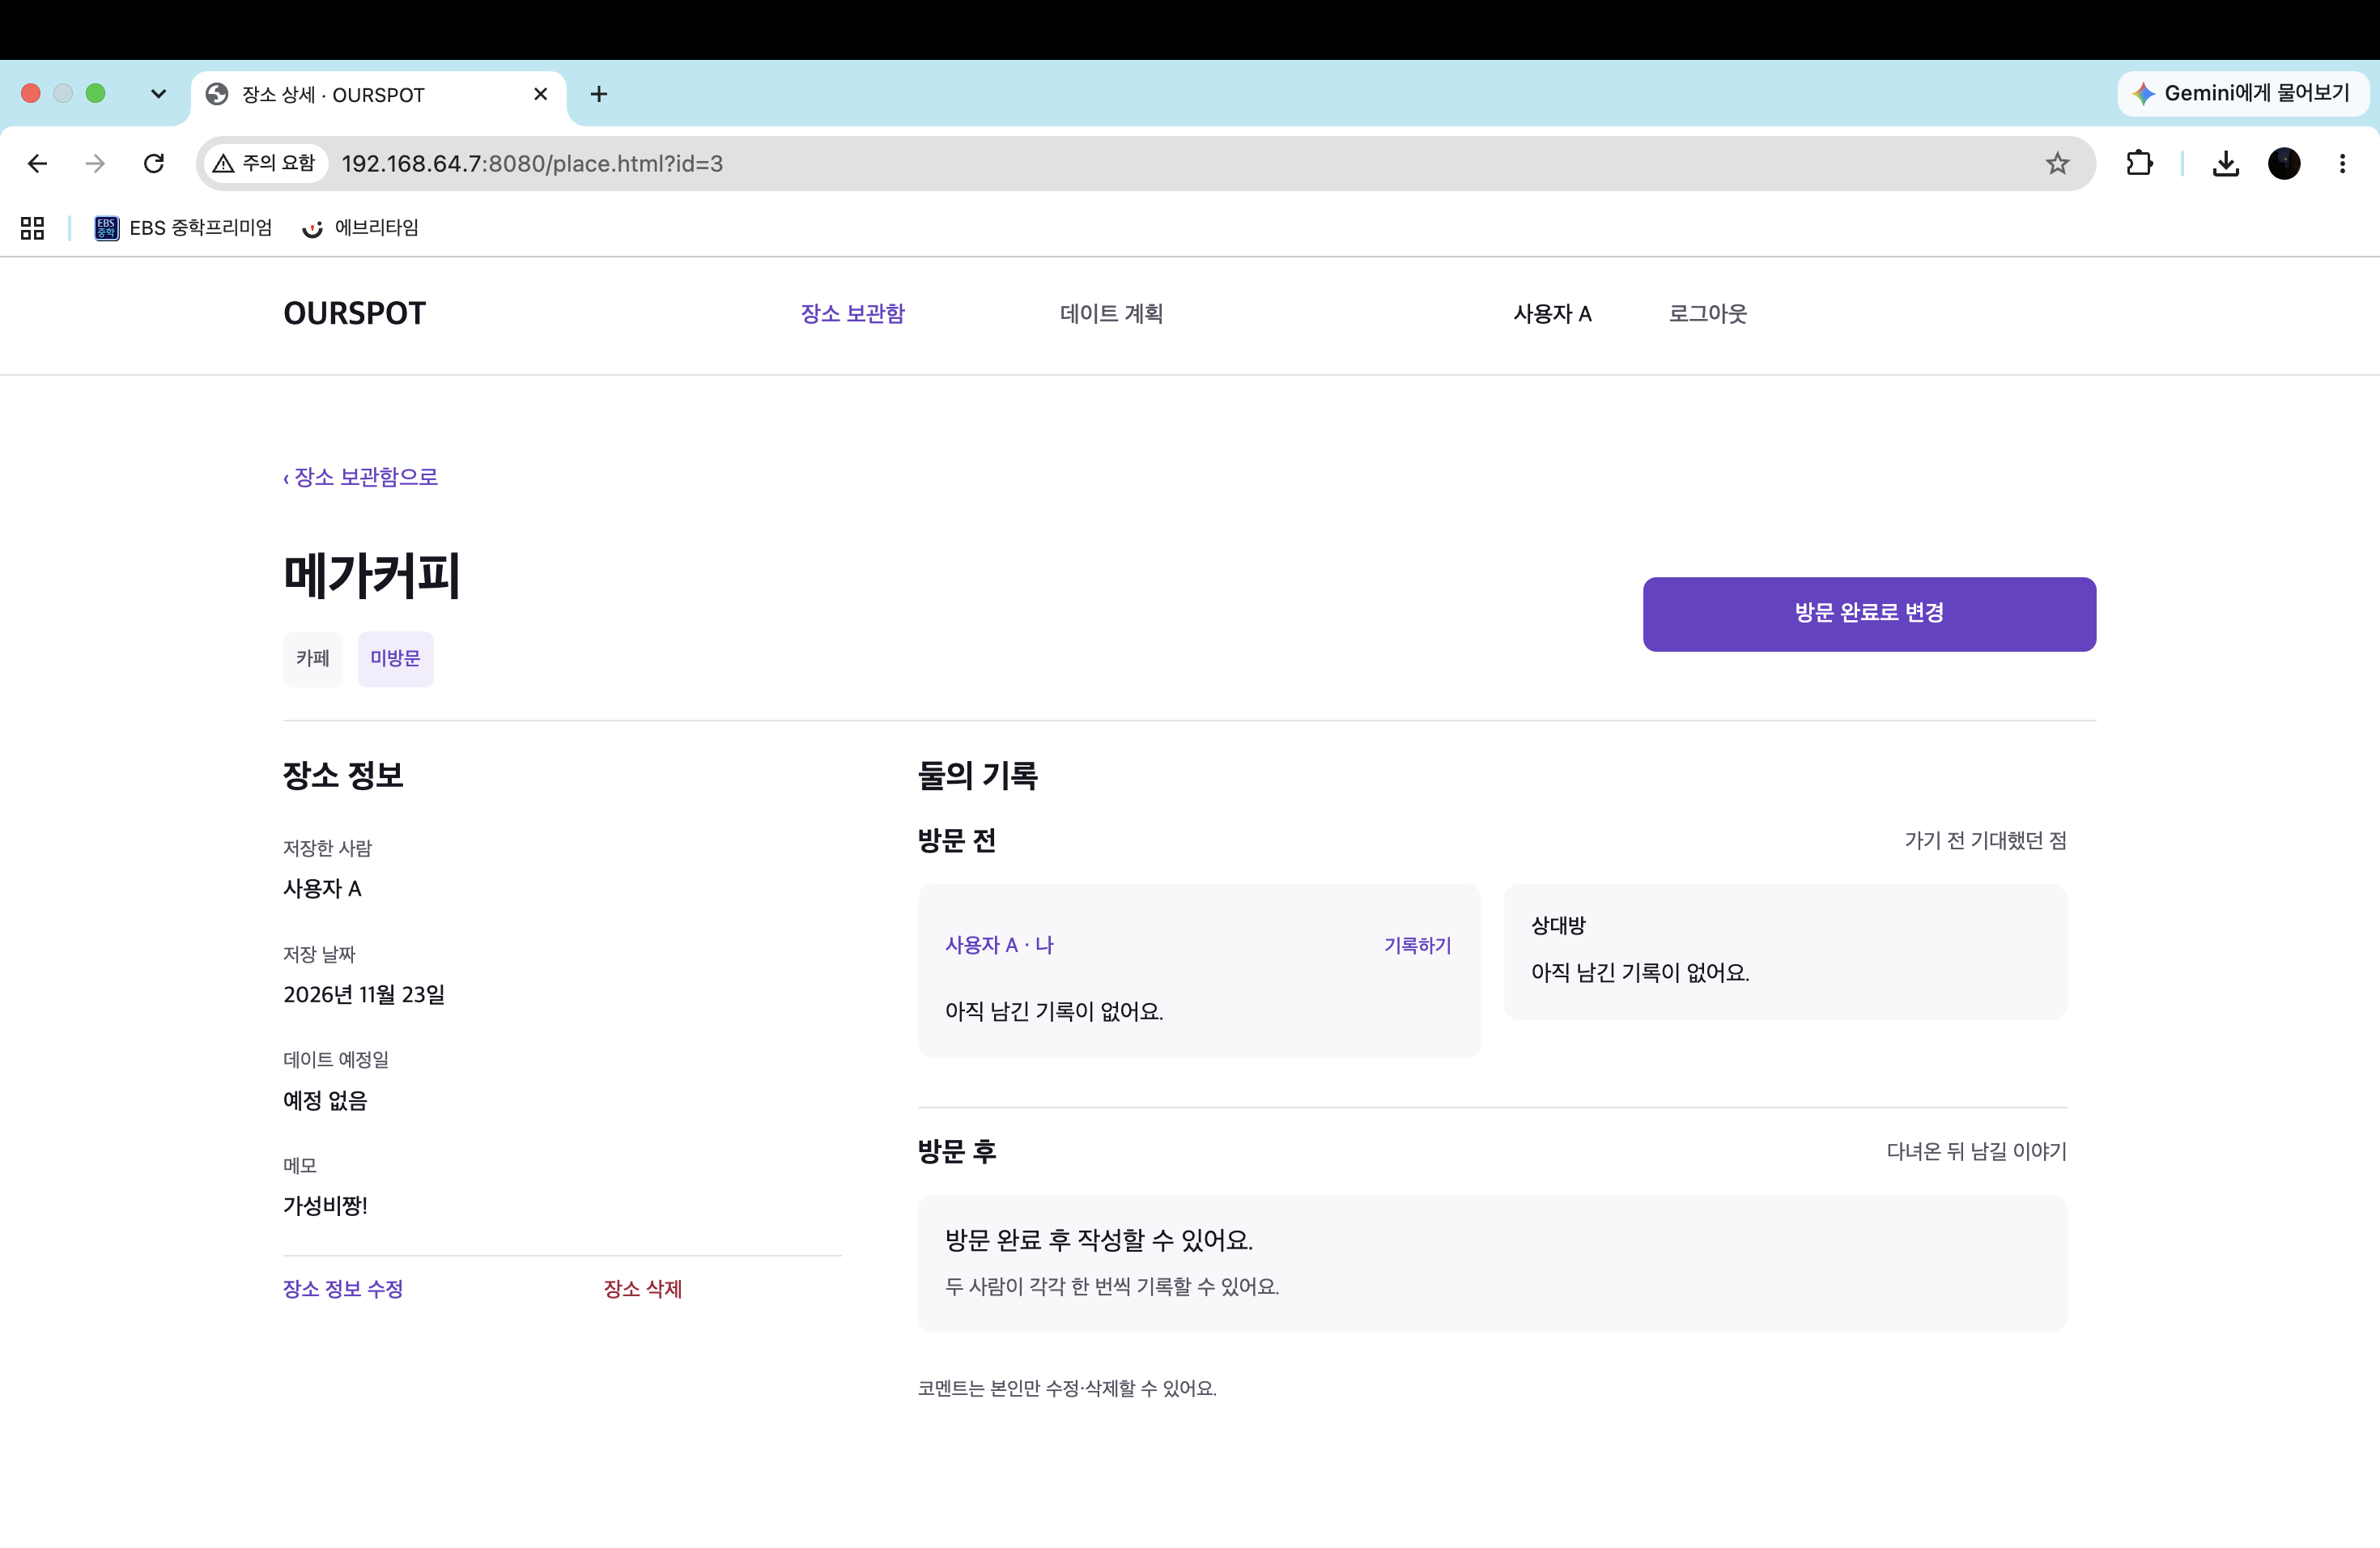 장소 상세 · OURSPOT
Gemini에게 물어보기
주의 요함 192.168.64.7:8080/place.html?id=3
EBS 중학 EBS 중학프리미엄 에브리타임
OURSPOT 장소 보관함 데이트 계획 사용자 A 로그아웃
‹ 장소 보관함으로
메가커피
방문 완료로 변경
카페 미방문
장소 정보
저장한 사람
사용자 A
저장 날짜
2026년 11월 23일
데이트 예정일
예정 없음
메모
가성비짱!
장소 정보 수정 장소 삭제
둘의 기록
방문 전 가기 전 기대했던 점
사용자 A · 나 기록하기
아직 남긴 기록이 없어요.
상대방
아직 남긴 기록이 없어요.
방문 후 다녀온 뒤 남길 이야기
방문 완료 후 작성할 수 있어요.
두 사람이 각각 한 번씩 기록할 수 있어요.
코멘트는 본인만 수정·삭제할 수 있어요.